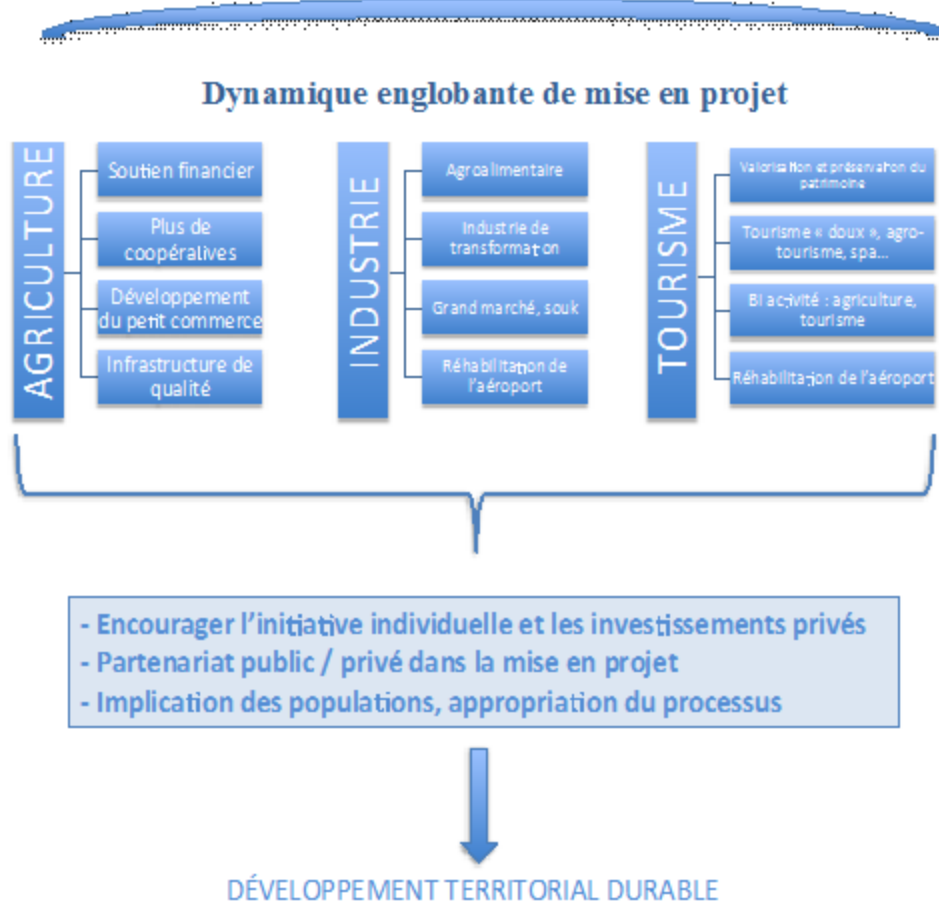 Dynamique englobante de mise en projet
AGRICULTURE
Soutien financier
Plus de
coopératives
Développement
du petit commerce
Infrastructure de
qualité
INDUSTRIE
Agroalimentaire
Industrie de
transformation
Grand marché, souk
Réhabilitation de
l'aéroport
TOURISME
Valorisation et préservation du
patrimoine
Tourisme « doux », agro-
tourisme, spa...
Bi activité : agriculture,
tourisme
Réhabilitation de l'aéroport
- Encourager l'initiative individuelle et les investissements privés
- Partenariat public / privé dans la mise en projet
- Implication des populations, appropriation du processus
DÉVELOPPEMENT TERRITORIAL DURABLE